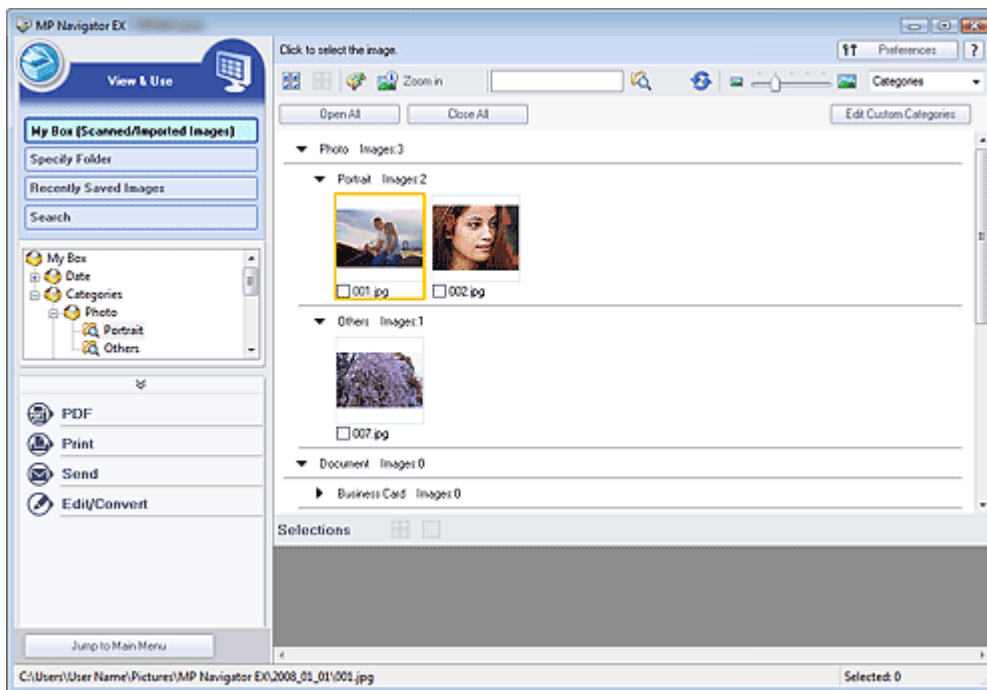 MP Navigator EX
Click to select the image.
Preferences
?
View & Use
Zoom in
Categories
Open All
Close All
Edit Custom Categories
My Box (Scanned/Imported Images)
Specify Folder
Recently Saved Images
Search
My Box
Date
Categories
Photo
Portrait
Others
PDF
Print
Send
Edit/Convert
Jump to Main Menu
Photo Images:3
Portrait Images:2
001.jpg
002.jpg
Others Images:1
007.jpg
Document Images:0
Business Card Images:0
Selections
C:\Users\User Name\Pictures\MP Navigator EX\2008_01_01\001.jpg
Selected: 0